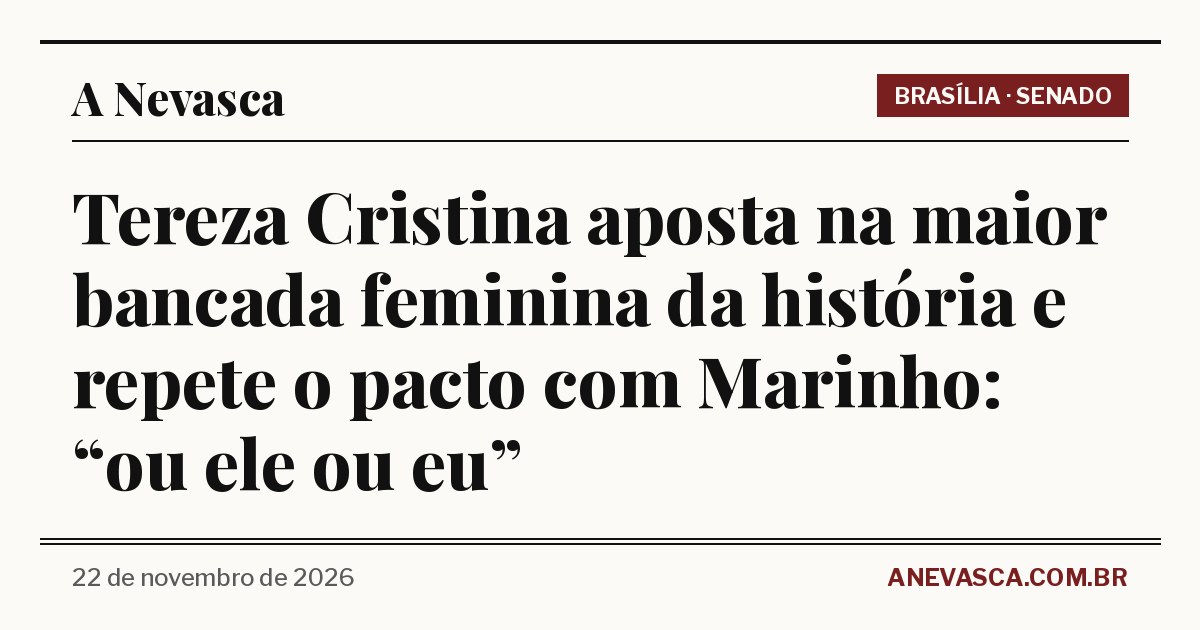 A Nevasca
BRASÍLIA · SENADO
Tereza Cristina aposta na maior
bancada feminina da história e
repete o pacto com Marinho:
“ou ele ou eu”
22 de novembro de 2026
ANEVASCA.COM.BR